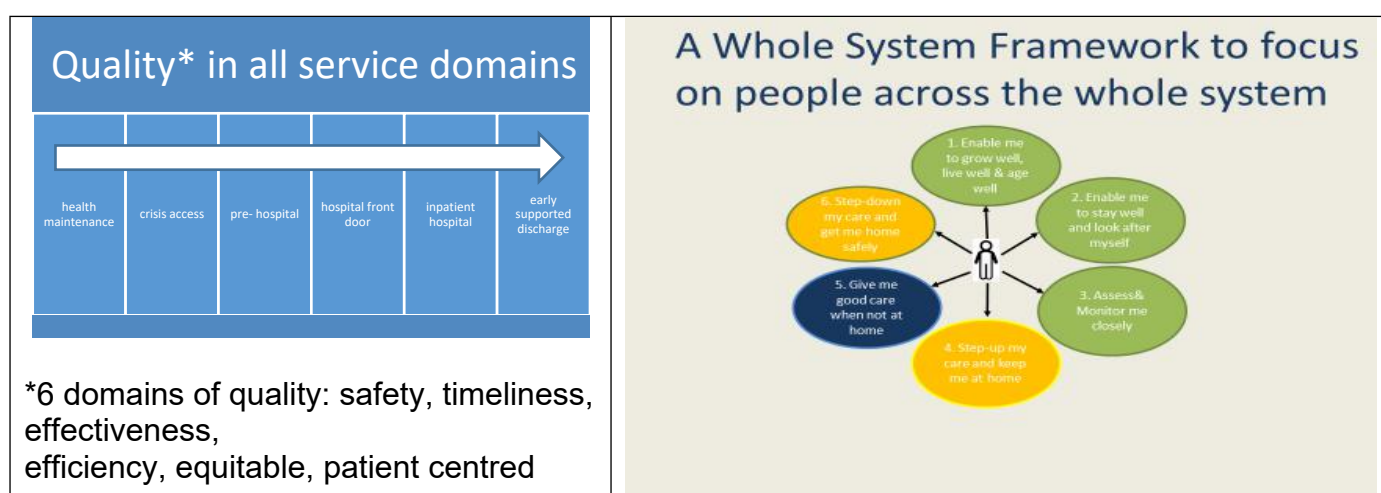 Quality* in all service domains
health
maintenance
crisis access
pre- hospital
hospital front
door
inpatient
hospital
early
supported
discharge
*6 domains of quality: safety, timeliness,
effectiveness,
efficiency, equitable, patient centred
A Whole System Framework to focus
on people across the whole system
1. Enable me
to grow well,
live well & age
well
2. Enable me
to stay well
and look after
myself
3. Assess&
Monitor me
closely
4. Step-up my
care and keep
me at home
5. Give me
good care
when not at
home
6. Step-down
my care and
get me home
safely